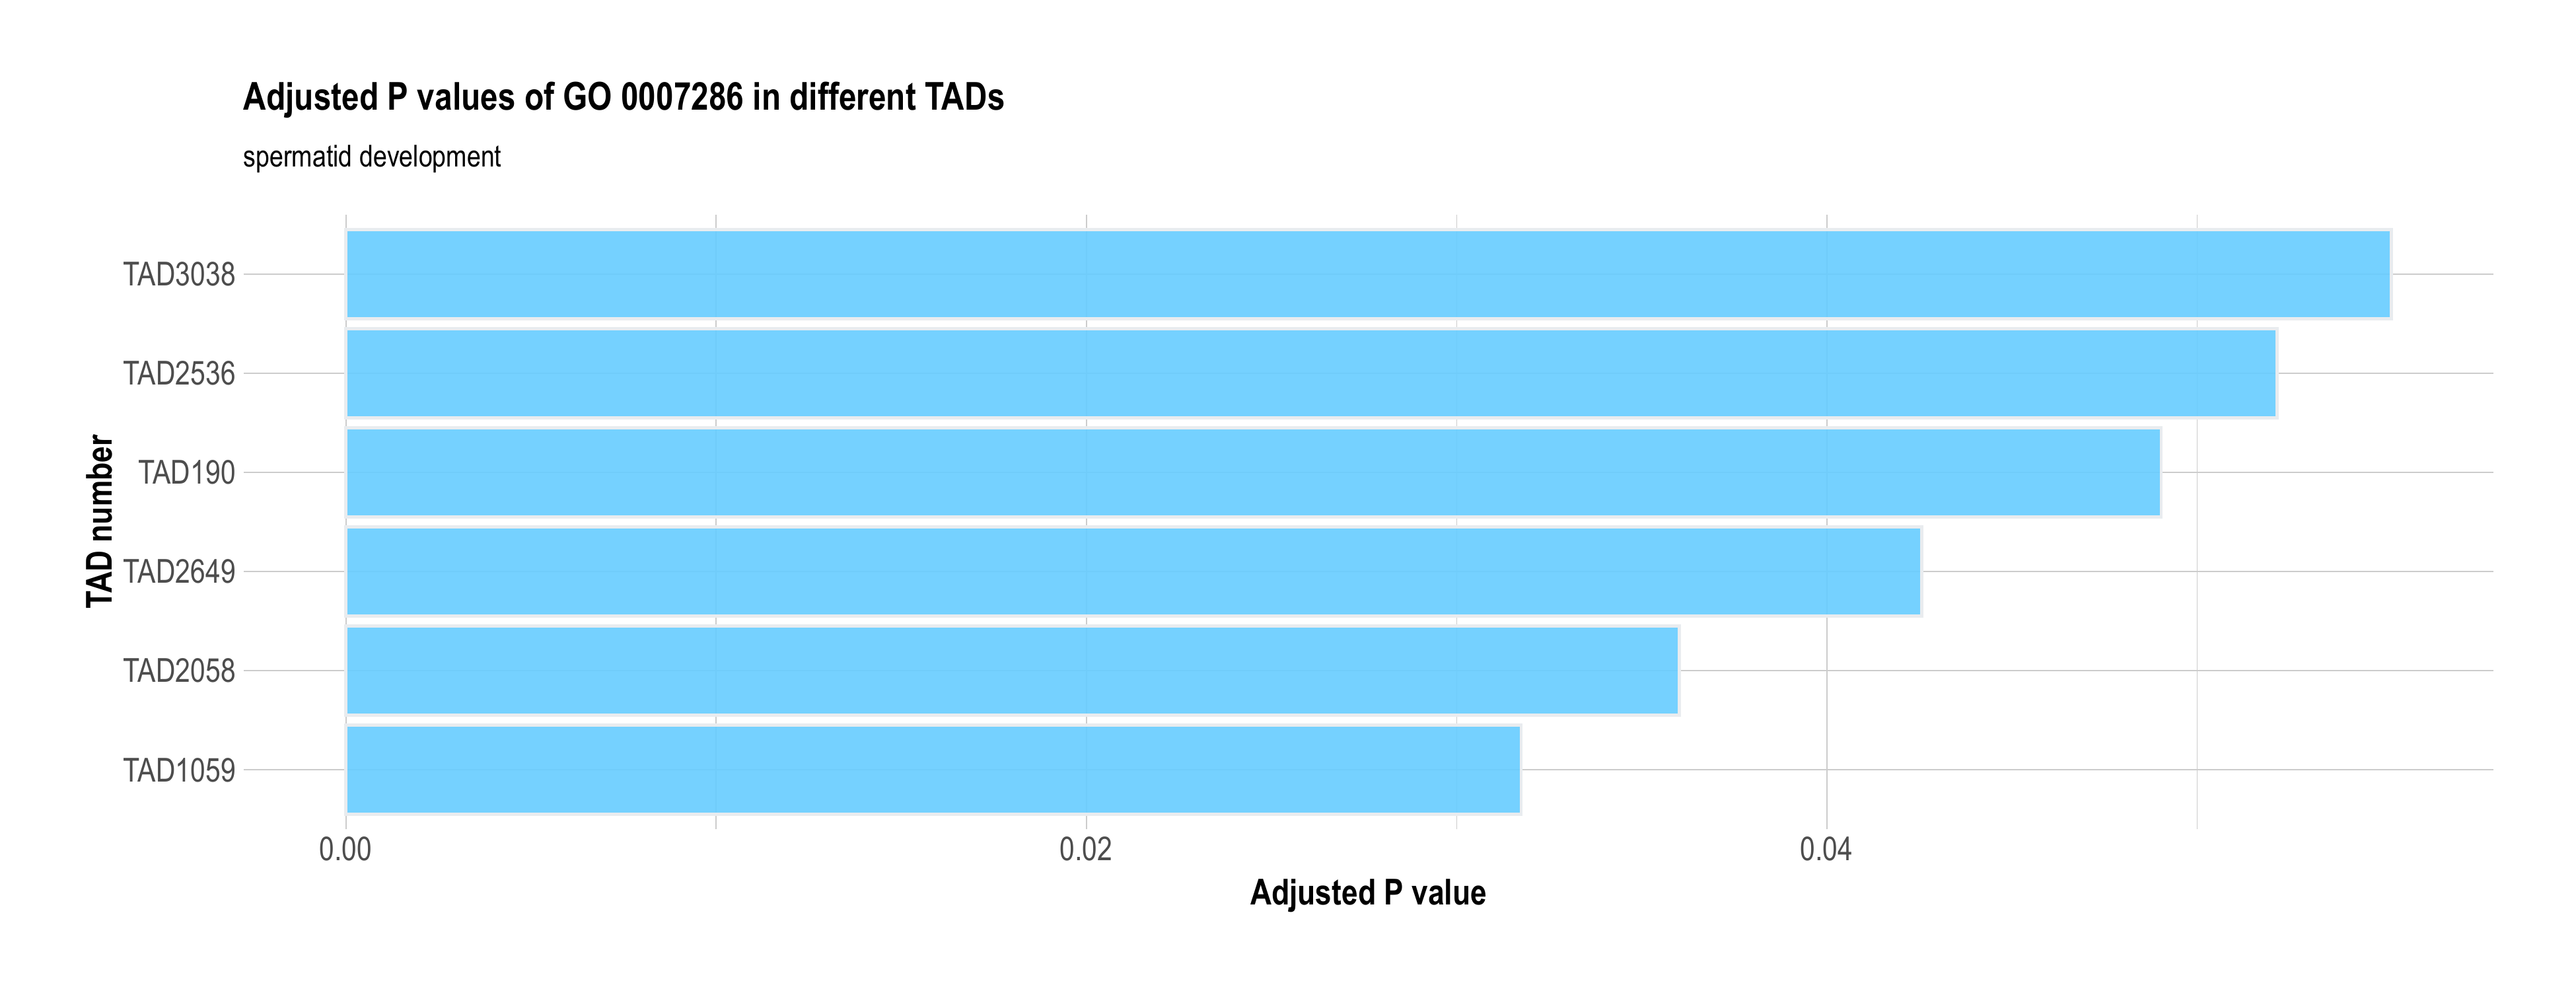 Adjusted P values of GO 0007286 in different TADs
spermatid development
TAD number
TAD3038
TAD2536
TAD190
TAD2649
TAD2058
TAD1059
0.00
0.02
0.04
Adjusted P value